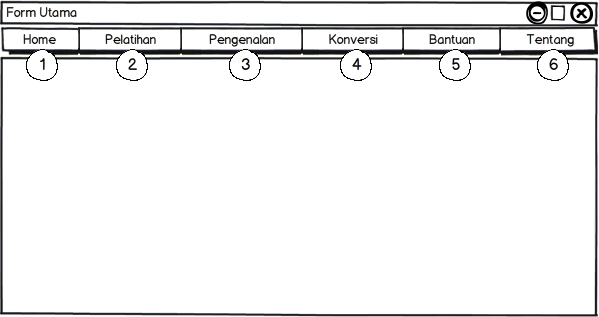 Form Utama
Home Pelatihan Pengenalan Konversi Bantuan Tentang
1 2 3 4 5 6